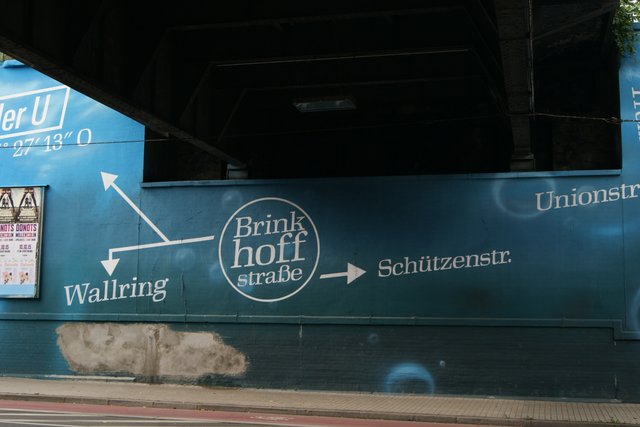 der U
27' 13" O
Brink
hoff
straße
Wallring
Schützenstr.
Unionstr